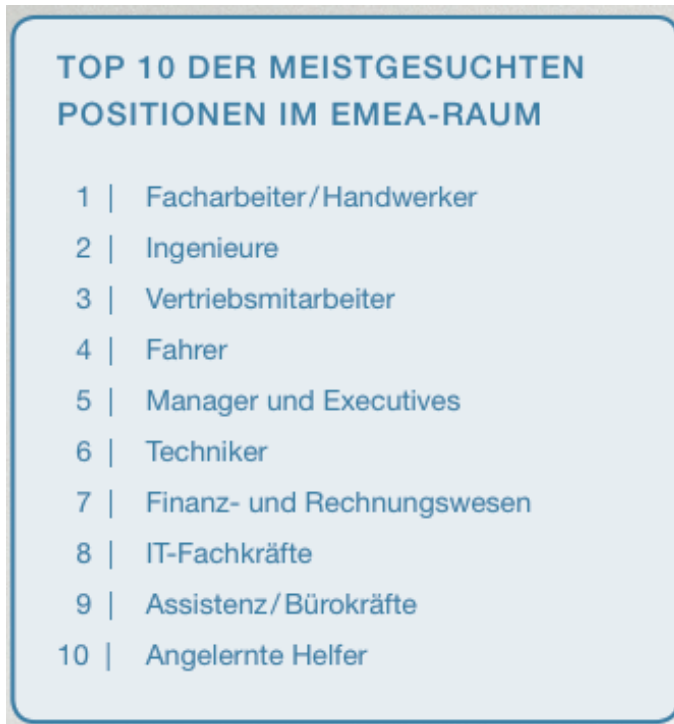 TOP 10 DER MEISTGESUCHTEN
POSITIONEN IM EMEA-RAUM
1 | Facharbeiter/Handwerker
2 | Ingenieure
3 | Vertriebsmitarbeiter
4 | Fahrer
5 | Manager und Executives
6 | Techniker
7 | Finanz- und Rechnungswesen
8 | IT-Fachkräfte
9 | Assistenz/Bürokräfte
10 | Angelernte Helfer